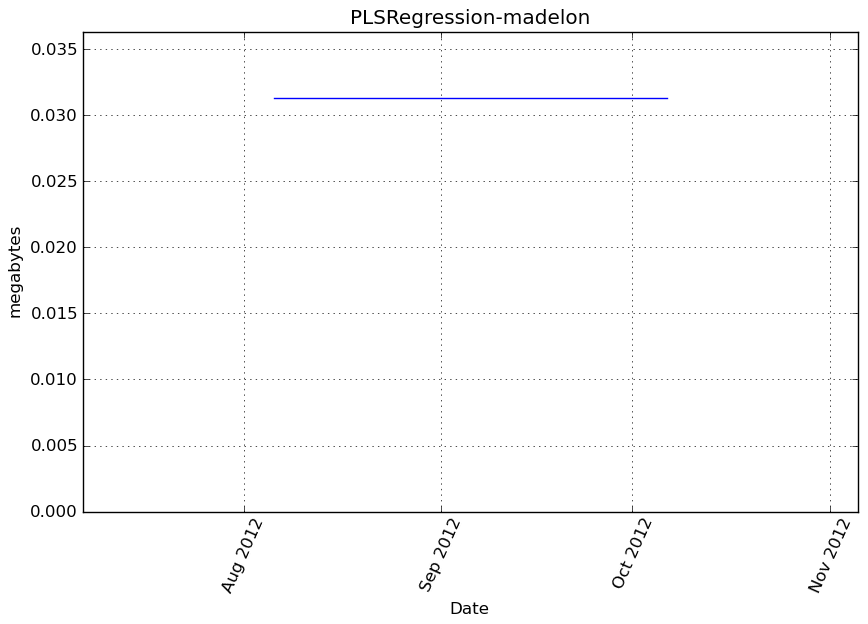 PLSRegression-madelon
0.035
0.030
0.025
0.020
0.015
0.010
0.005
0.000
megabytes
Aug 2012
Sep 2012
Oct 2012
Nov 2012
Date